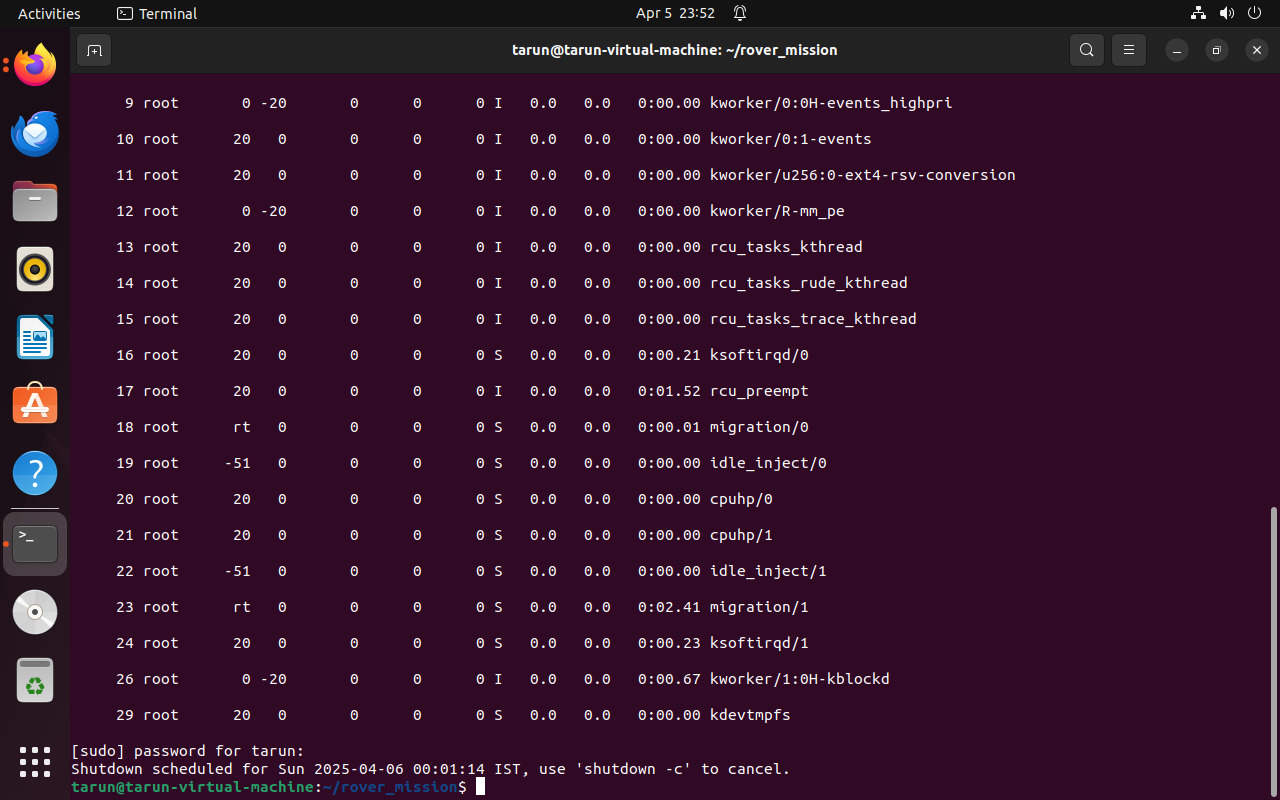 Activities Terminal Apr 5 23:52
tarun@tarun-virtual-machine: ~/rover_mission
9 root 0 -20 0 0 0 I 0.0 0.0 0:00.00 kworker/0:0H-events_highpri
10 root 20 0 0 0 0 I 0.0 0.0 0:00.00 kworker/0:1-events
11 root 20 0 0 0 0 I 0.0 0.0 0:00.00 kworker/u256:0-ext4-rsv-conversion
12 root 0 -20 0 0 0 I 0.0 0.0 0:00.00 kworker/R-mm_pe
13 root 20 0 0 0 0 I 0.0 0.0 0:00.00 rcu_tasks_kthread
14 root 20 0 0 0 0 I 0.0 0.0 0:00.00 rcu_tasks_rude_kthread
15 root 20 0 0 0 0 I 0.0 0.0 0:00.00 rcu_tasks_trace_kthread
16 root 20 0 0 0 0 S 0.0 0.0 0:00.21 ksoftirqd/0
17 root 20 0 0 0 0 I 0.0 0.0 0:01.52 rcu_preempt
18 root rt 0 0 0 0 S 0.0 0.0 0:00.01 migration/0
19 root -51 0 0 0 0 S 0.0 0.0 0:00.00 idle_inject/0
20 root 20 0 0 0 0 S 0.0 0.0 0:00.00 cpuhp/0
21 root 20 0 0 0 0 S 0.0 0.0 0:00.00 cpuhp/1
22 root -51 0 0 0 0 S 0.0 0.0 0:00.00 idle_inject/1
23 root rt 0 0 0 0 S 0.0 0.0 0:02.41 migration/1
24 root 20 0 0 0 0 S 0.0 0.0 0:00.23 ksoftirqd/1
26 root 0 -20 0 0 0 I 0.0 0.0 0:00.67 kworker/1:0H-kblockd
29 root 20 0 0 0 0 S 0.0 0.0 0:00.00 kdevtmpfs
[sudo] password for tarun:
Shutdown scheduled for Sun 2025-04-06 00:01:14 IST, use 'shutdown -c' to cancel.
tarun@tarun-virtual-machine:~/rover_mission$